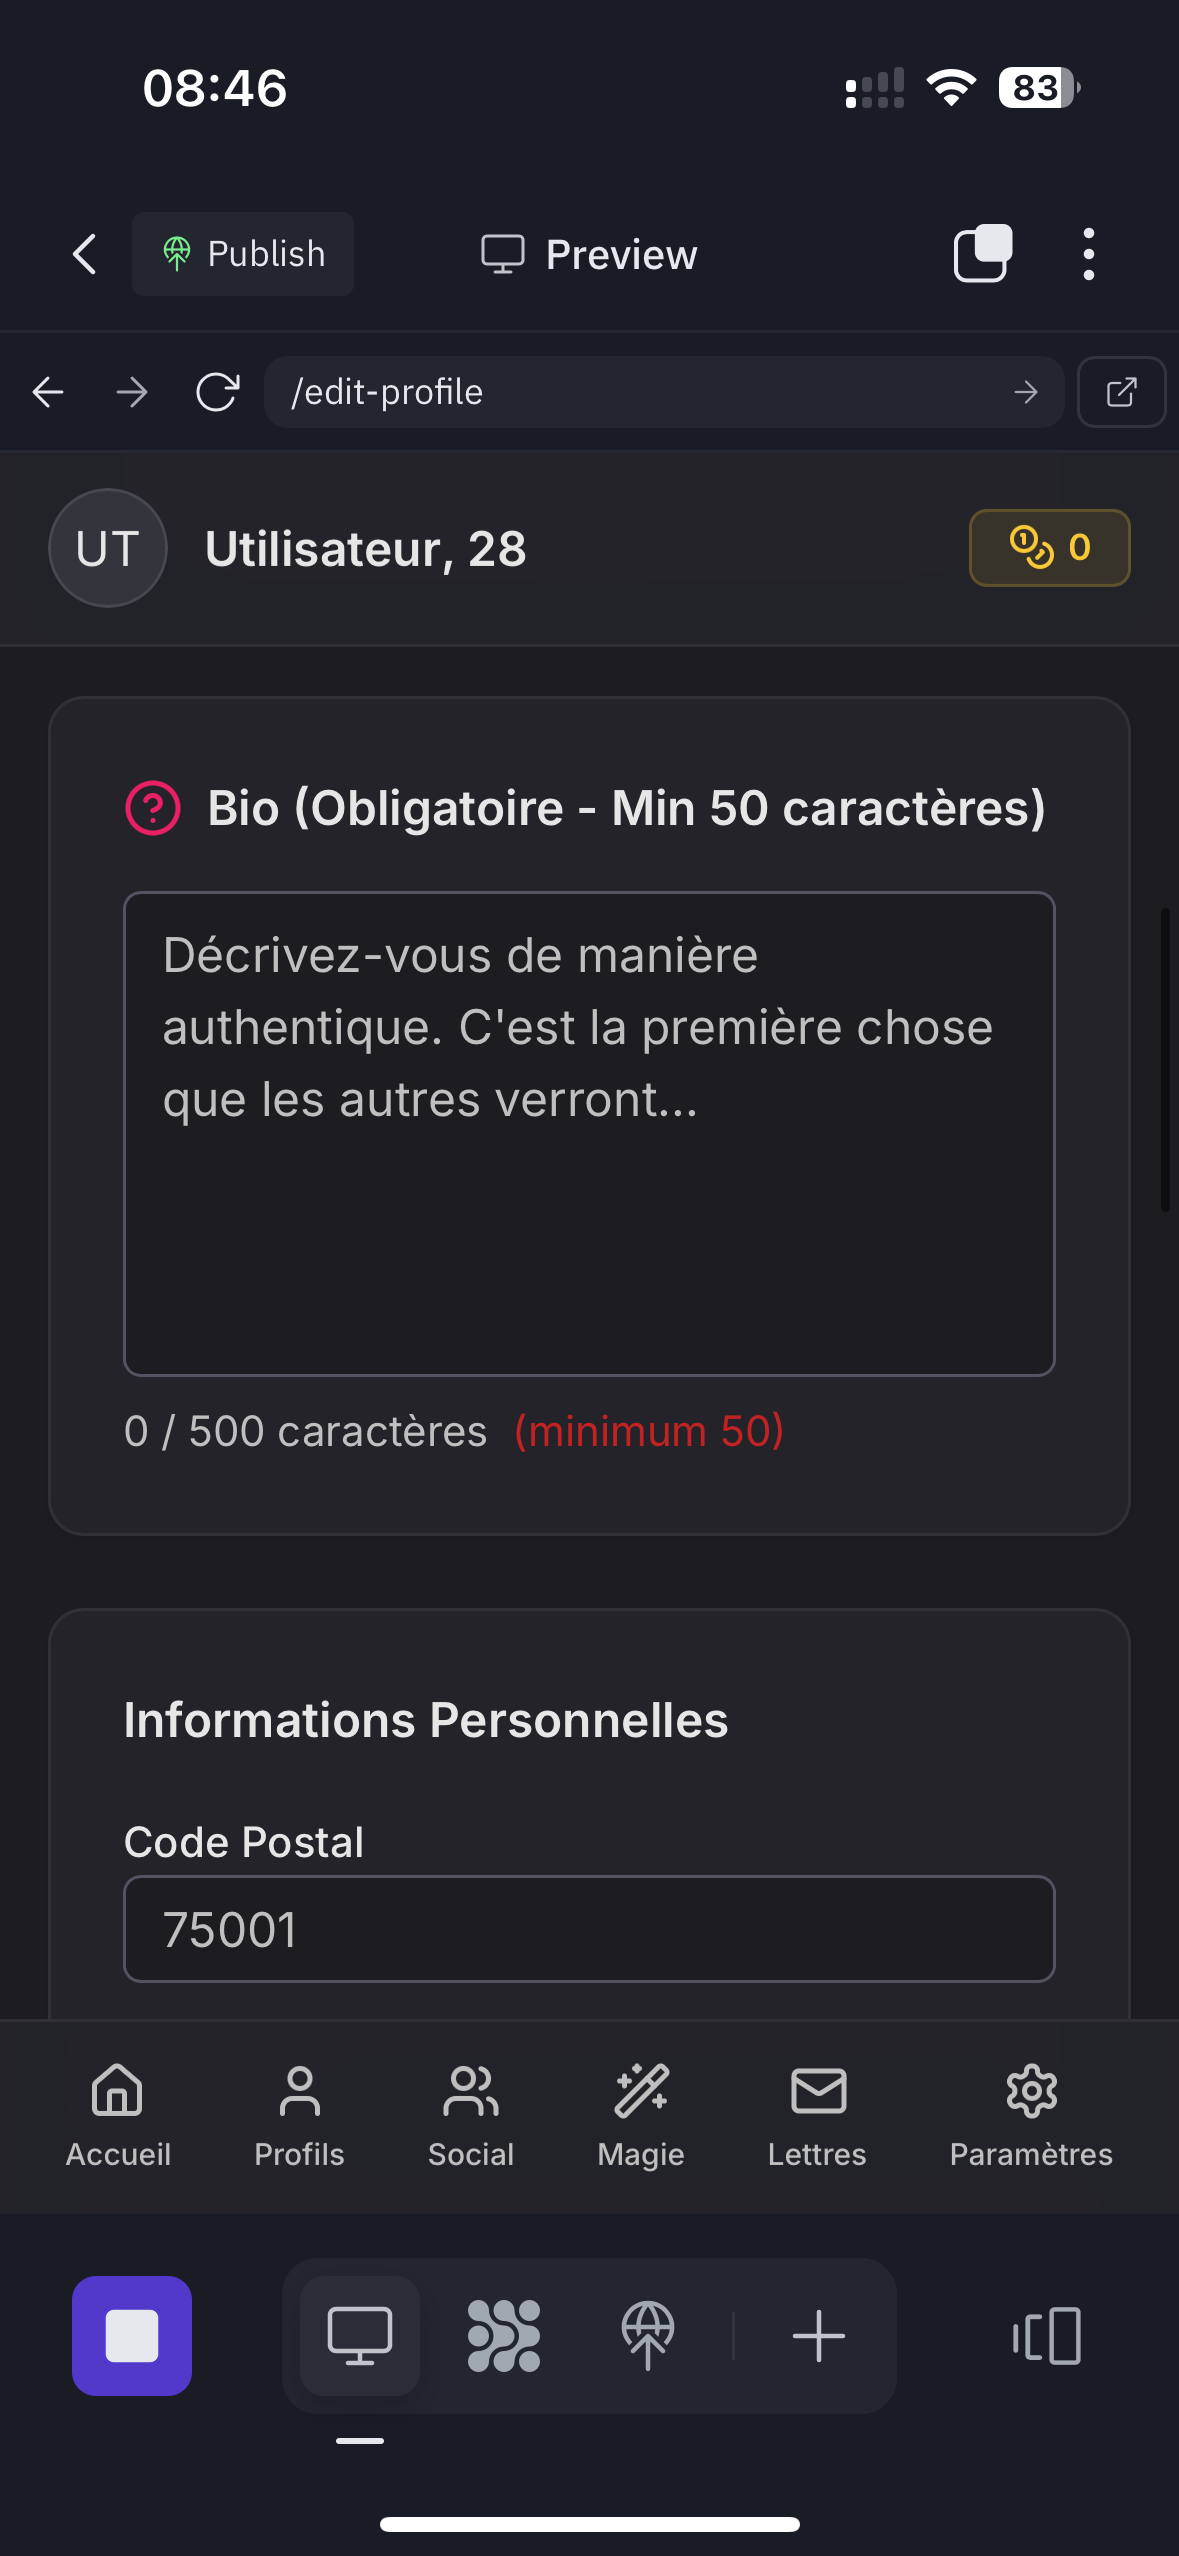 08:46
83
Publish
Preview
/edit-profile
UT
Utilisateur, 28
0
Bio (Obligatoire - Min 50 caractères)
Décrivez-vous de manière
authentique. C'est la première chose
que les autres verront...
0 / 500 caractères (minimum 50)
Informations Personnelles
Code Postal
75001
Accueil
Profils
Social
Magie
Lettres
Paramètres